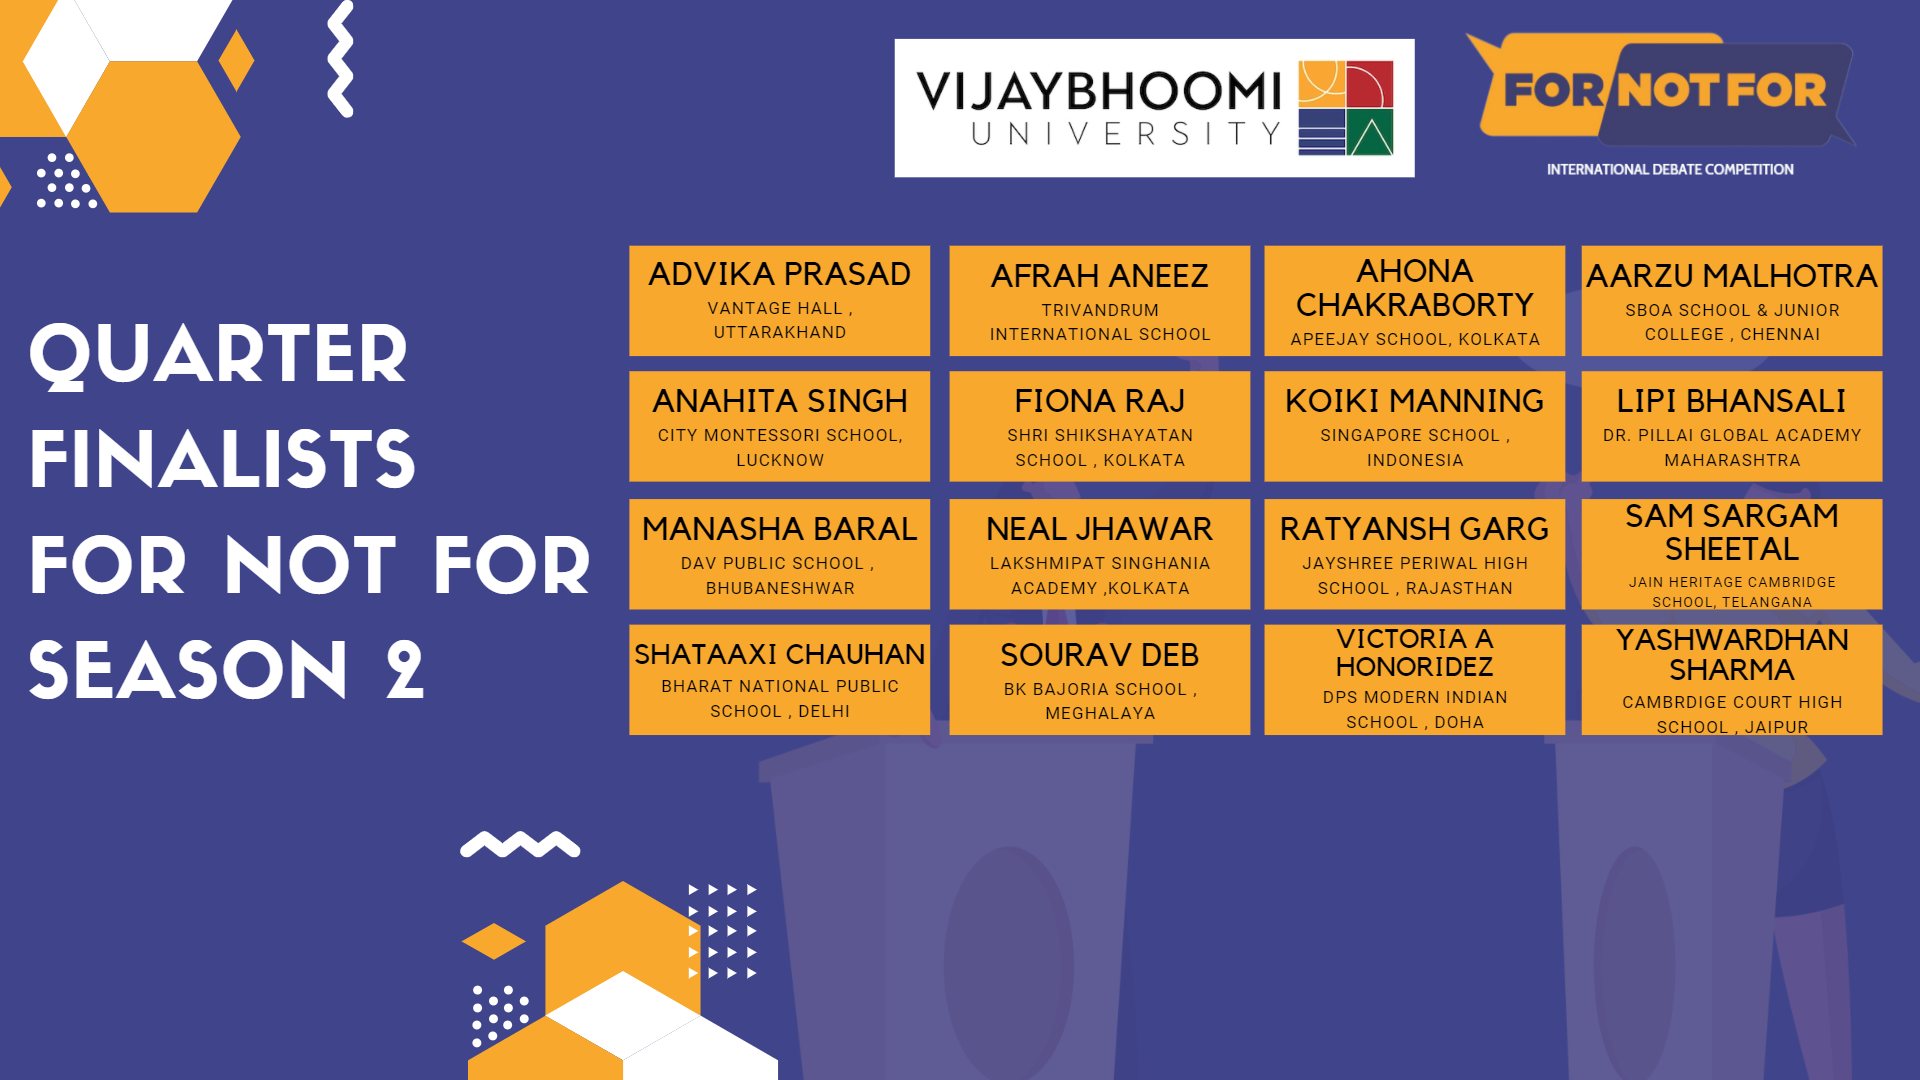 VIJAYBHOOMI
UNIVERSITY
FOR NOT FOR
INTERNATIONAL DEBATE COMPETITION
QUARTER
FINALISTS
FOR NOT FOR
SEASON 2
ADVIKA PRASAD
VANTAGE HALL ,
UTTARAKHAND
AFRAH ANEEZ
TRIVANDRUM
INTERNATIONAL SCHOOL
AHONA
CHAKRABORTY
APEEJAY SCHOOL, KOLKATA
AARZU MALHOTRA
SBOA SCHOOL & JUNIOR
COLLEGE , CHENNAI
ANAHITA SINGH
CITY MONTESSORI SCHOOL,
LUCKNOW
FIONA RAJ
SHRI SHIKSHAYATAN
SCHOOL , KOLKATA
KOIKI MANNING
SINGAPORE SCHOOL ,
INDONESIA
LIPI BHANSALI
DR. PILLAI GLOBAL ACADEMY
MAHARASHTRA
MANASHA BARAL
DAV PUBLIC SCHOOL ,
BHUBANESHWAR
NEAL JHAWAR
LAKSHMIPAT SINGHANIA
ACADEMY ,KOLKATA
RATYANSH GARG
JAYSHREE PERIWAL HIGH
SCHOOL , RAJASTHAN
SAM SARGAM
SHEETAL
JAIN HERITAGE CAMBRIDGE
SCHOOL, TELANGANA
SHATAAXI CHAUHAN
BHARAT NATIONAL PUBLIC
SCHOOL , DELHI
SOURAV DEB
BK BAJORIA SCHOOL ,
MEGHALAYA
VICTORIA A
HONORIDEZ
DPS MODERN INDIAN
SCHOOL , DOHA
YASHWARDHAN
SHARMA
CAMBRDIGE COURT HIGH
SCHOOL , JAIPUR